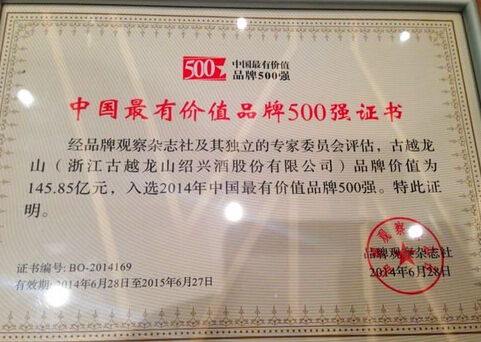 500 中国最有价值
品牌500强
中国最有价值品牌500强证书
经品牌观察杂志社及其独立的专家委员会评估，古越龙
山（浙江古越龙山绍兴酒股份有限公司）品牌价值为
145.85亿元，入选2014年中国最有价值品牌500强。特此证
明。
品牌观察杂志社
证书编号: BO-2014169
2014年6月28日
有效期: 2014年6月28日至2015年6月27日